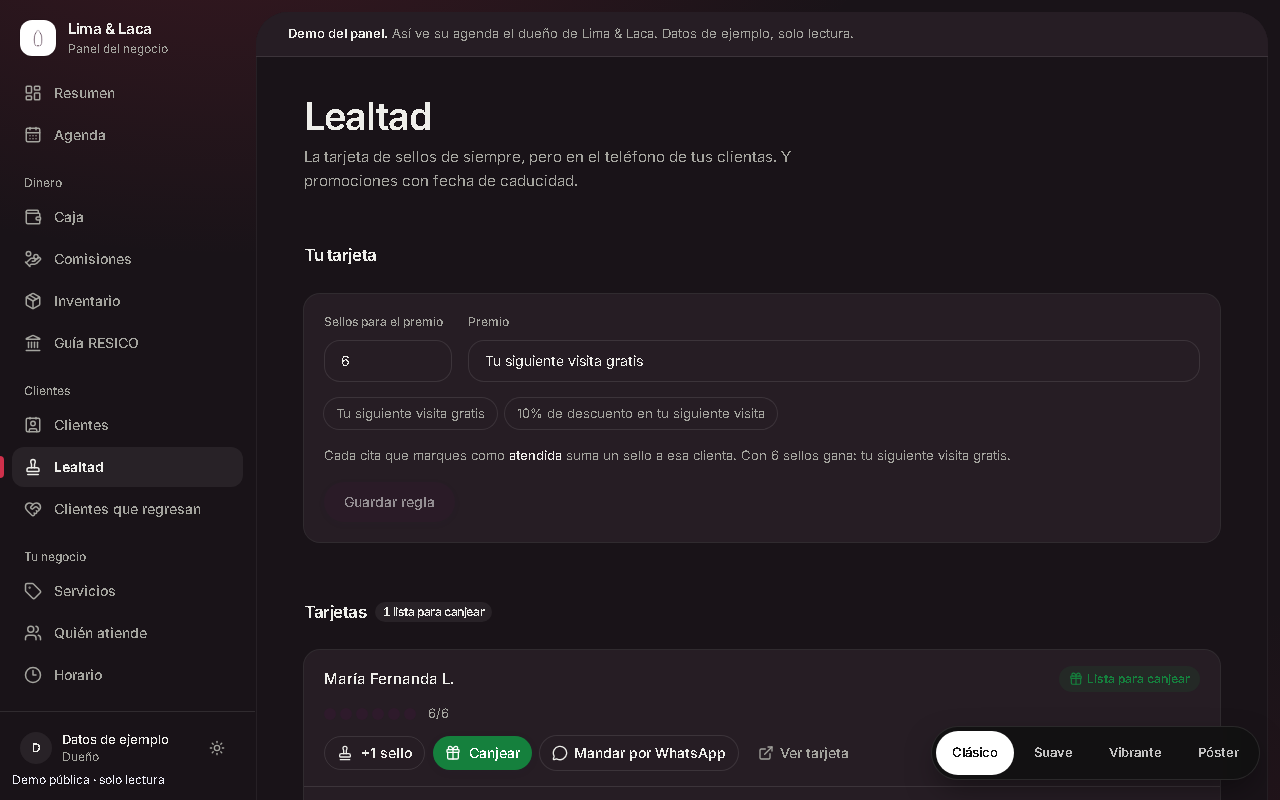 Lima & Laca
Panel del negocio
Resumen
Agenda
Dinero
Caja
Comisiones
Inventario
Guía RESICO
Clientes
Clientes
Lealtad
Clientes que regresan
Tu negocio
Servicios
Quién atiende
Horario
D
Datos de ejemplo
Dueño
Demo pública · solo lectura
Demo del panel. Así ve su agenda el dueño de Lima & Laca. Datos de ejemplo, solo lectura.
Lealtad
La tarjeta de sellos de siempre, pero en el teléfono de tus clientas. Y
promociones con fecha de caducidad.
Tu tarjeta
Sellos para el premio
Premio
6
Tu siguiente visita gratis
Tu siguiente visita gratis
10% de descuento en tu siguiente visita
Cada cita que marques como atendida suma un sello a esa clienta. Con 6 sellos gana: tu siguiente visita gratis.
Guardar regla
Tarjetas
1 lista para canjear
María Fernanda L.
Lista para canjear
6/6
+1 sello
Canjear
Mandar por WhatsApp
Ver tarjeta
Clásico
Suave
Vibrante
Póster